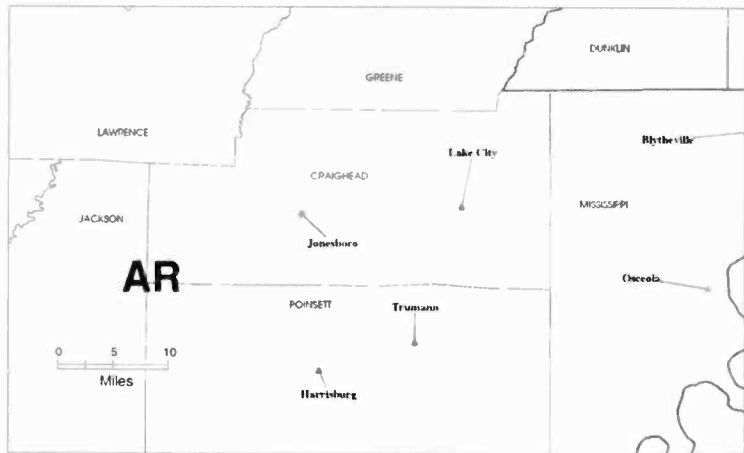 DUNKLIN
GREENE
LAWRENCE
Blytheville
Lake City
CRAIGHEAD
MISSISSIPPI
JACKSON
Jonesboro
AR
Osceola
POINSETT
Trumann
0 5 10
Miles
Harrisburg